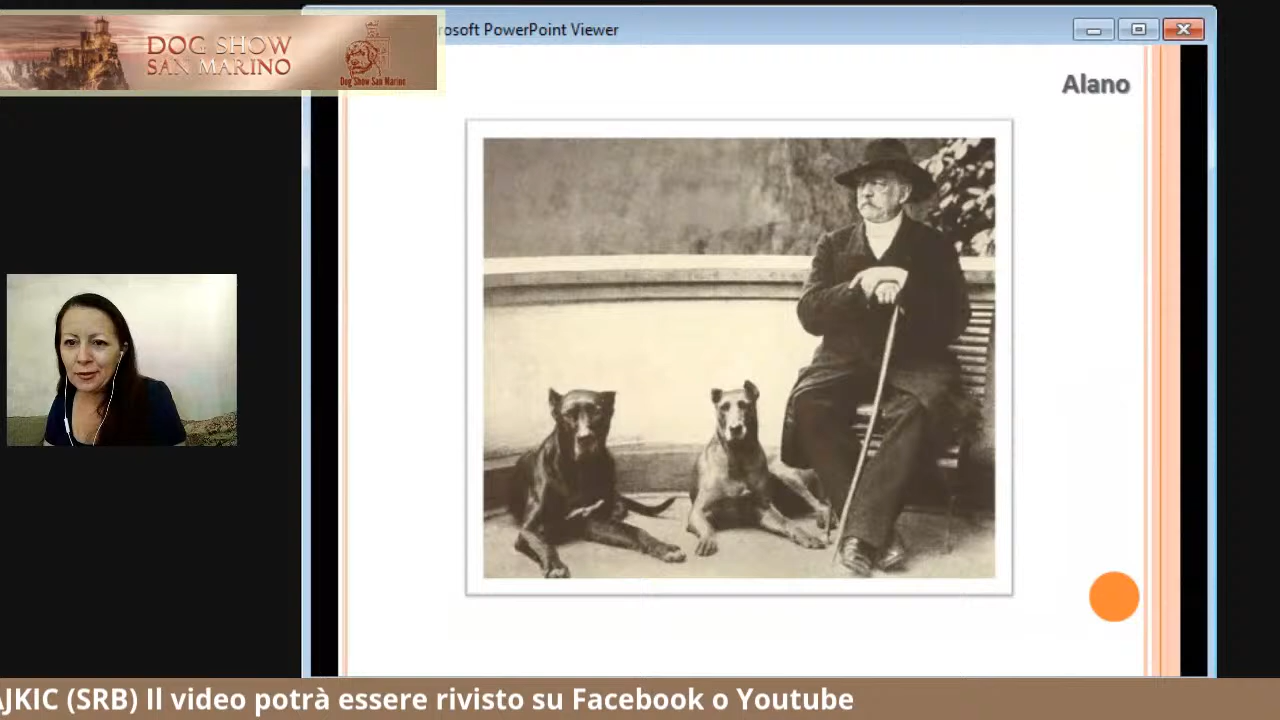 DOG SHOW
SAN MARINO
Dog Show San Marino
rosoft PowerPoint Viewer
Alano
AJKIC (SRB) Il video potrà essere rivisto su Facebook o Youtube